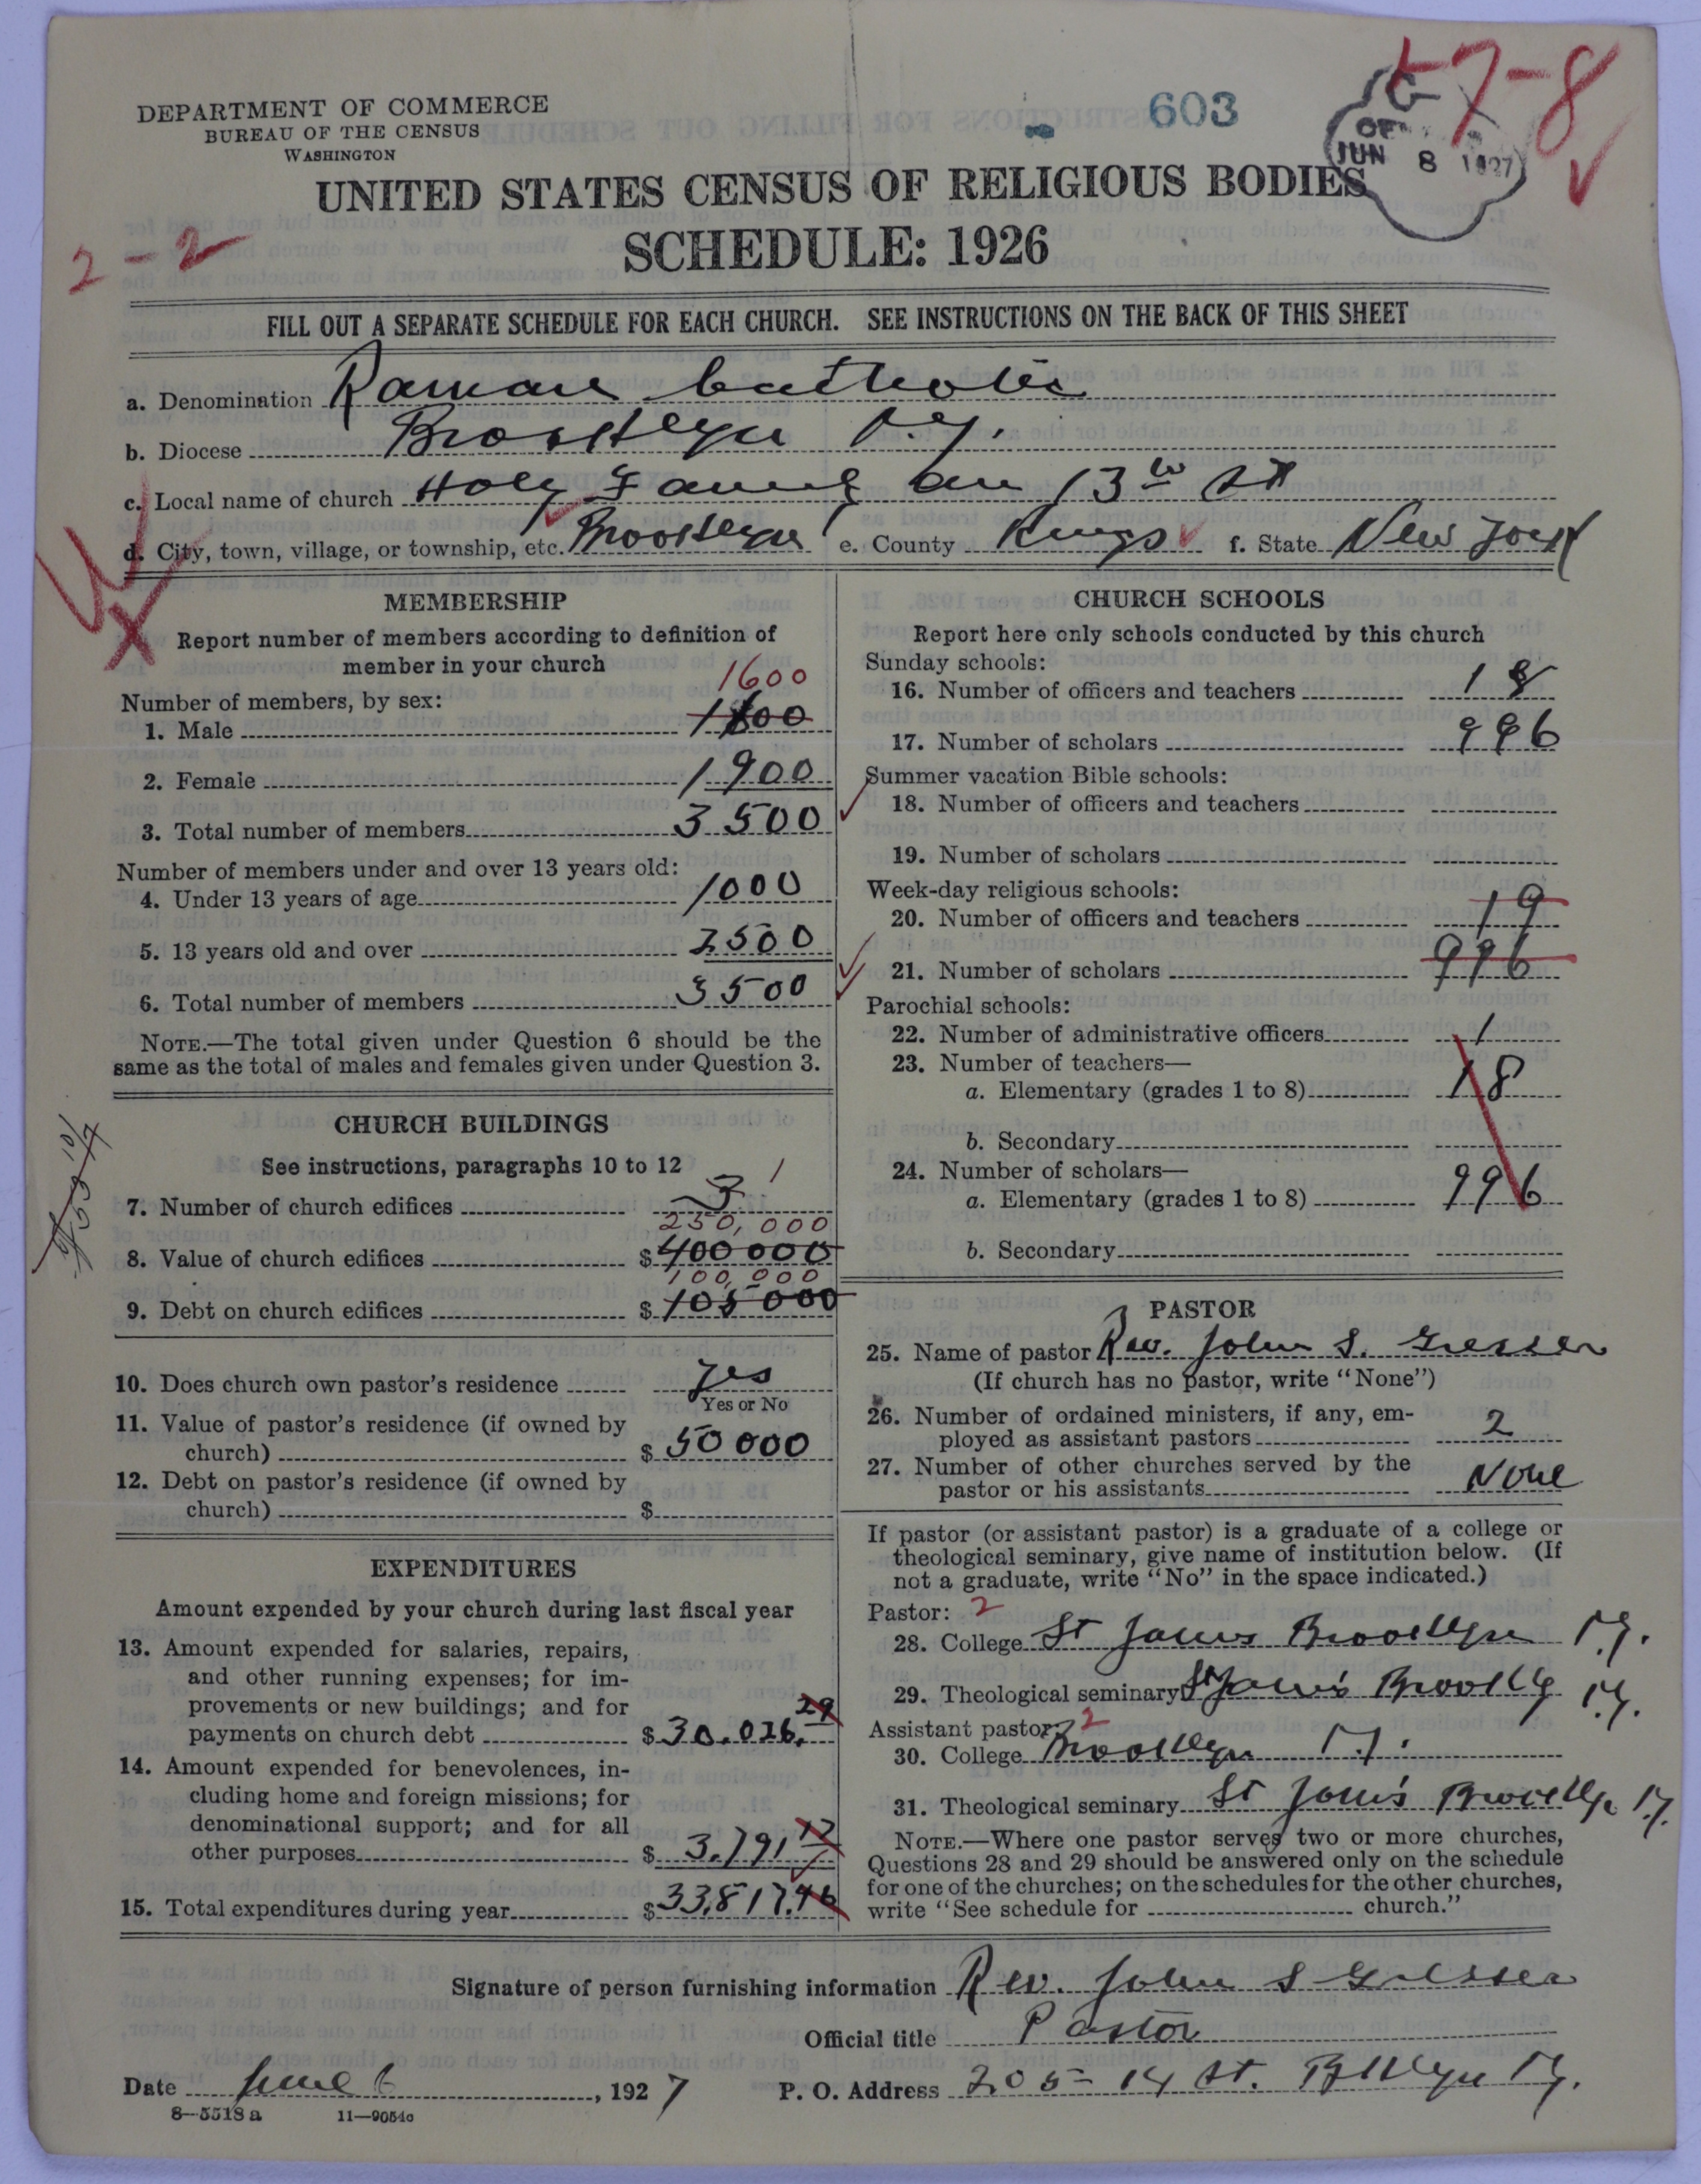 DEPARTMENT OF COMMERCE
BUREAU OF THE CENSUS
WASHINGTON
603
7-8
JUN 8 1927
UNITED STATES CENSUS OF RELIGIOUS BODIES
SCHEDULE: 1926
2-2
FILL OUT A SEPARATE SCHEDULE FOR EACH CHURCH. SEE INSTRUCTIONS ON THE BACK OF THIS SHEET
a. Denomination Roman Catholic
b. Diocese Brooklyn N.Y.
c. Local name of church Holy Family on 13th St
d. City, town, village, or township, etc. Brooklyn e. County Kings f. State New York
MEMBERSHIP
Report number of members according to definition of
member in your church
Number of members, by sex:
1600
1. Male 1600
2. Female 1900
3. Total number of members 3500
Number of members under and over 13 years old:
4. Under 13 years of age 1000
5. 13 years old and over 2500
6. Total number of members 3500
NOTE.—The total given under Question 6 should be the
same as the total of males and females given under Question 3.
CHURCH BUILDINGS
See instructions, paragraphs 10 to 12
7. Number of church edifices 3 1
250,000
8. Value of church edifices $ 400000
100,000
9. Debt on church edifices $ 105000
10. Does church own pastor's residence yes
Yes or No
11. Value of pastor's residence (if owned by
church) $ 50000
12. Debt on pastor's residence (if owned by
church) $
EXPENDITURES
Amount expended by your church during last fiscal year
13. Amount expended for salaries, repairs,
and other running expenses; for im-
provements or new buildings; and for
payments on church debt $ 30.026.29
14. Amount expended for benevolences, in-
cluding home and foreign missions; for
denominational support; and for all
other purposes $ 3.791 17
15. Total expenditures during year $ 33,817.46
CHURCH SCHOOLS
Report here only schools conducted by this church
Sunday schools:
16. Number of officers and teachers 18
17. Number of scholars 996
Summer vacation Bible schools:
18. Number of officers and teachers
19. Number of scholars
Week-day religious schools:
20. Number of officers and teachers 19
21. Number of scholars 996
Parochial schools:
22. Number of administrative officers 1
23. Number of teachers—
a. Elementary (grades 1 to 8) 18
b. Secondary
24. Number of scholars—
a. Elementary (grades 1 to 8) 996
b. Secondary
PASTOR
25. Name of pastor Rev. John S. Gresser
(If church has no pastor, write "None")
26. Number of ordained ministers, if any, em-
ployed as assistant pastors 2
27. Number of other churches served by the
pastor or his assistants None
If pastor (or assistant pastor) is a graduate of a college or
theological seminary, give name of institution below. (If
not a graduate, write "No" in the space indicated.)
Pastor: 2
28. College St Johns Brooklyn N.Y.
29. Theological seminary St John's Brooklyn N.Y.
Assistant pastor: 2
30. College Brooklyn N.Y.
31. Theological seminary St John's Brooklyn N.Y.
NOTE.—Where one pastor serves two or more churches,
Questions 28 and 29 should be answered only on the schedule
for one of the churches; on the schedules for the other churches,
write "See schedule for church."
Signature of person furnishing information Rev. John S Gresser
Official title Pastor
Date June 6, 1927 P. O. Address 205-14 St. Bklyn N.Y.
8-5518 a 11-9054c